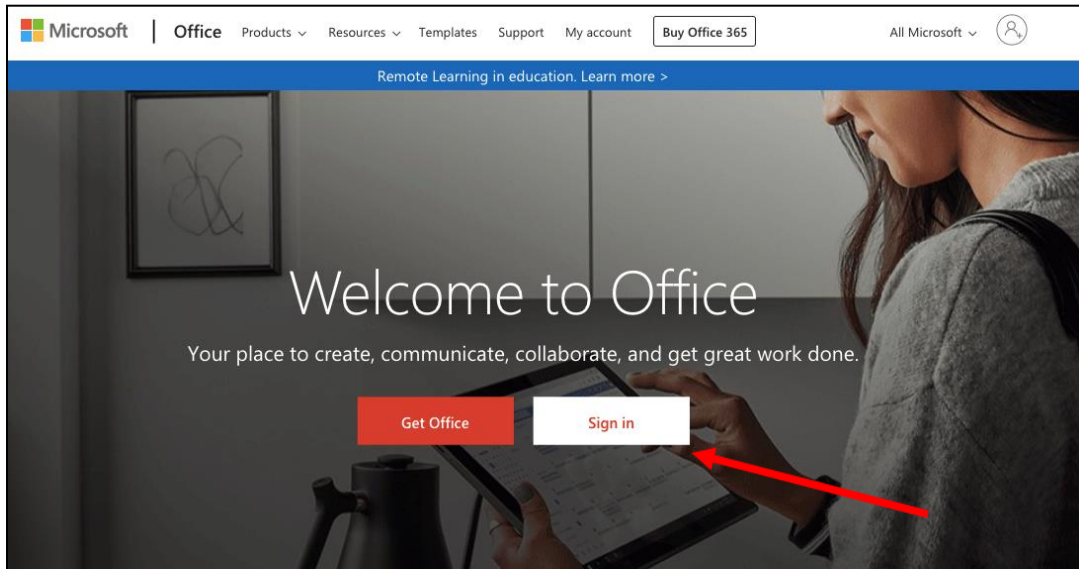 Microsoft | Office Products Resources Templates Support My account Buy Office 365 All Microsoft
Remote Learning in education. Learn more >
Welcome to Office
Your place to create, communicate, collaborate, and get great work done.
Get Office Sign in